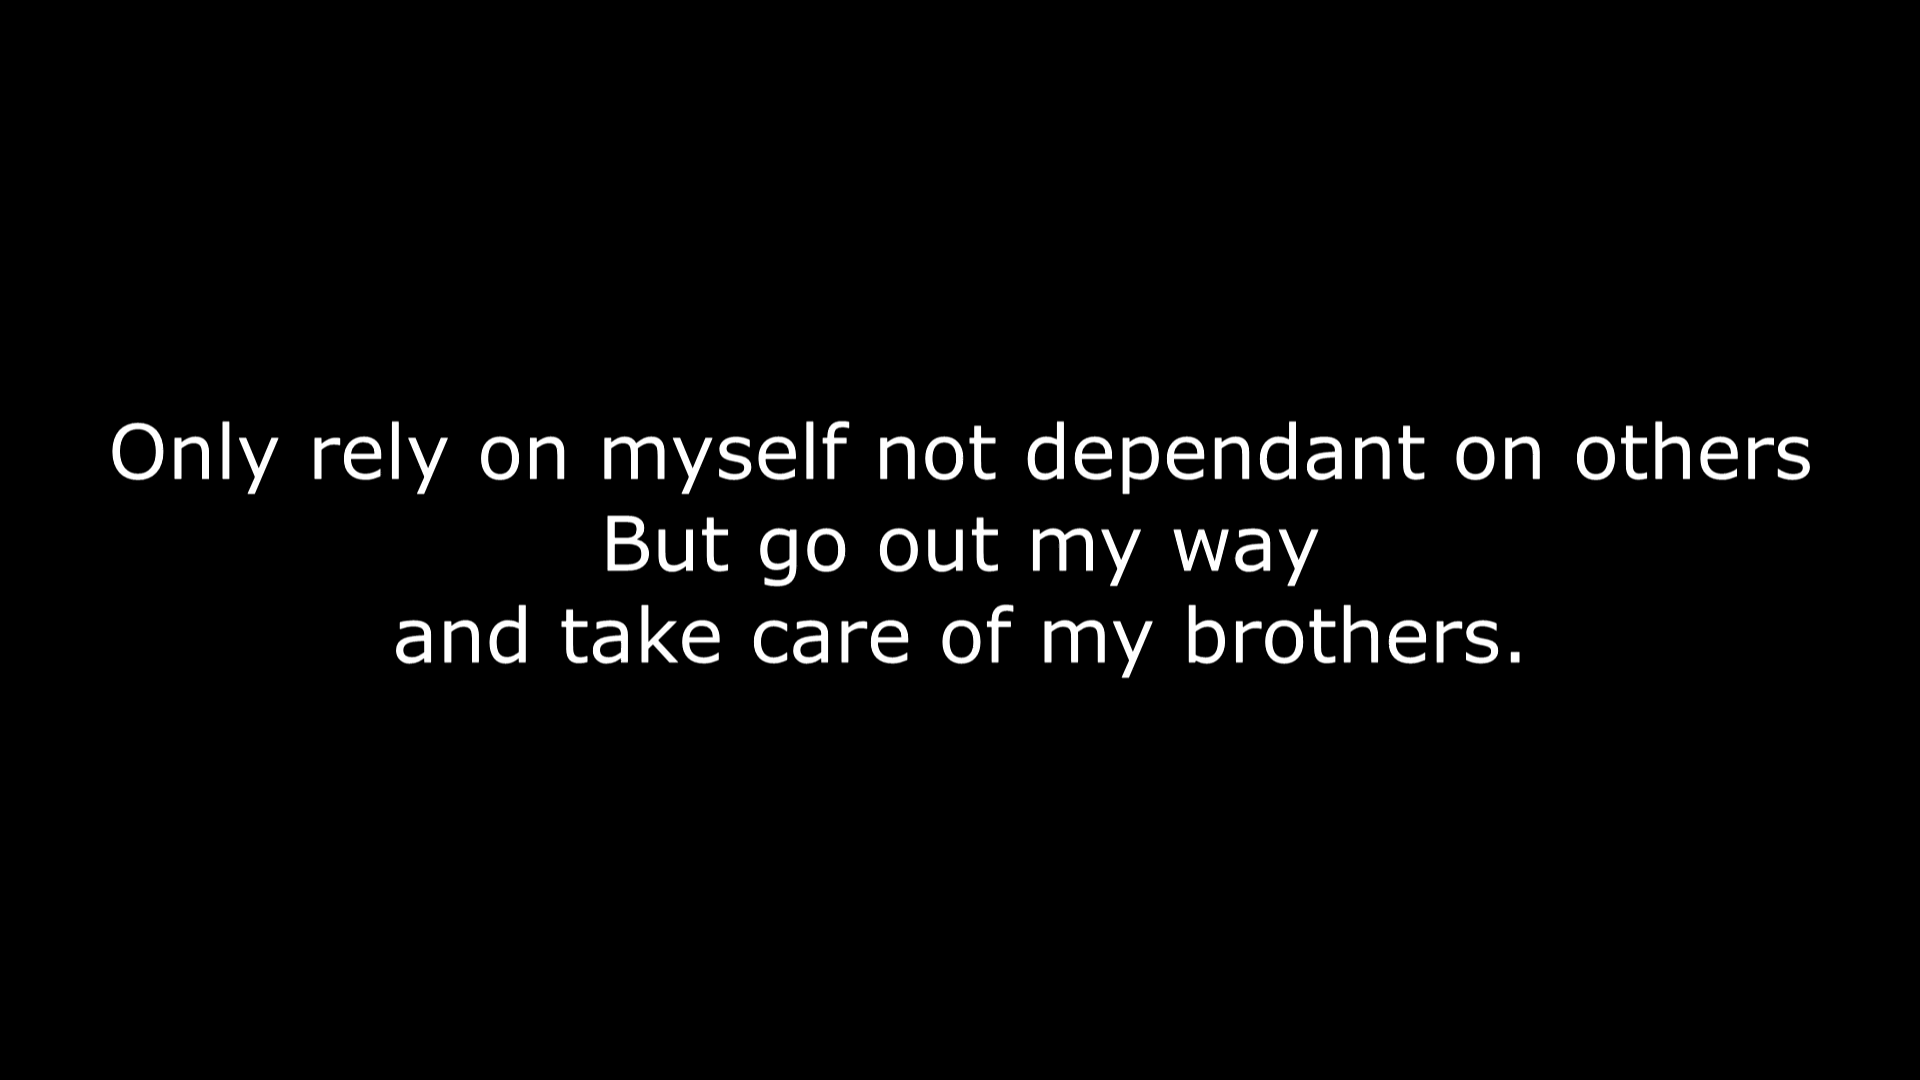 Only rely on myself not dependant on others
But go out my way
and take care of my brothers.